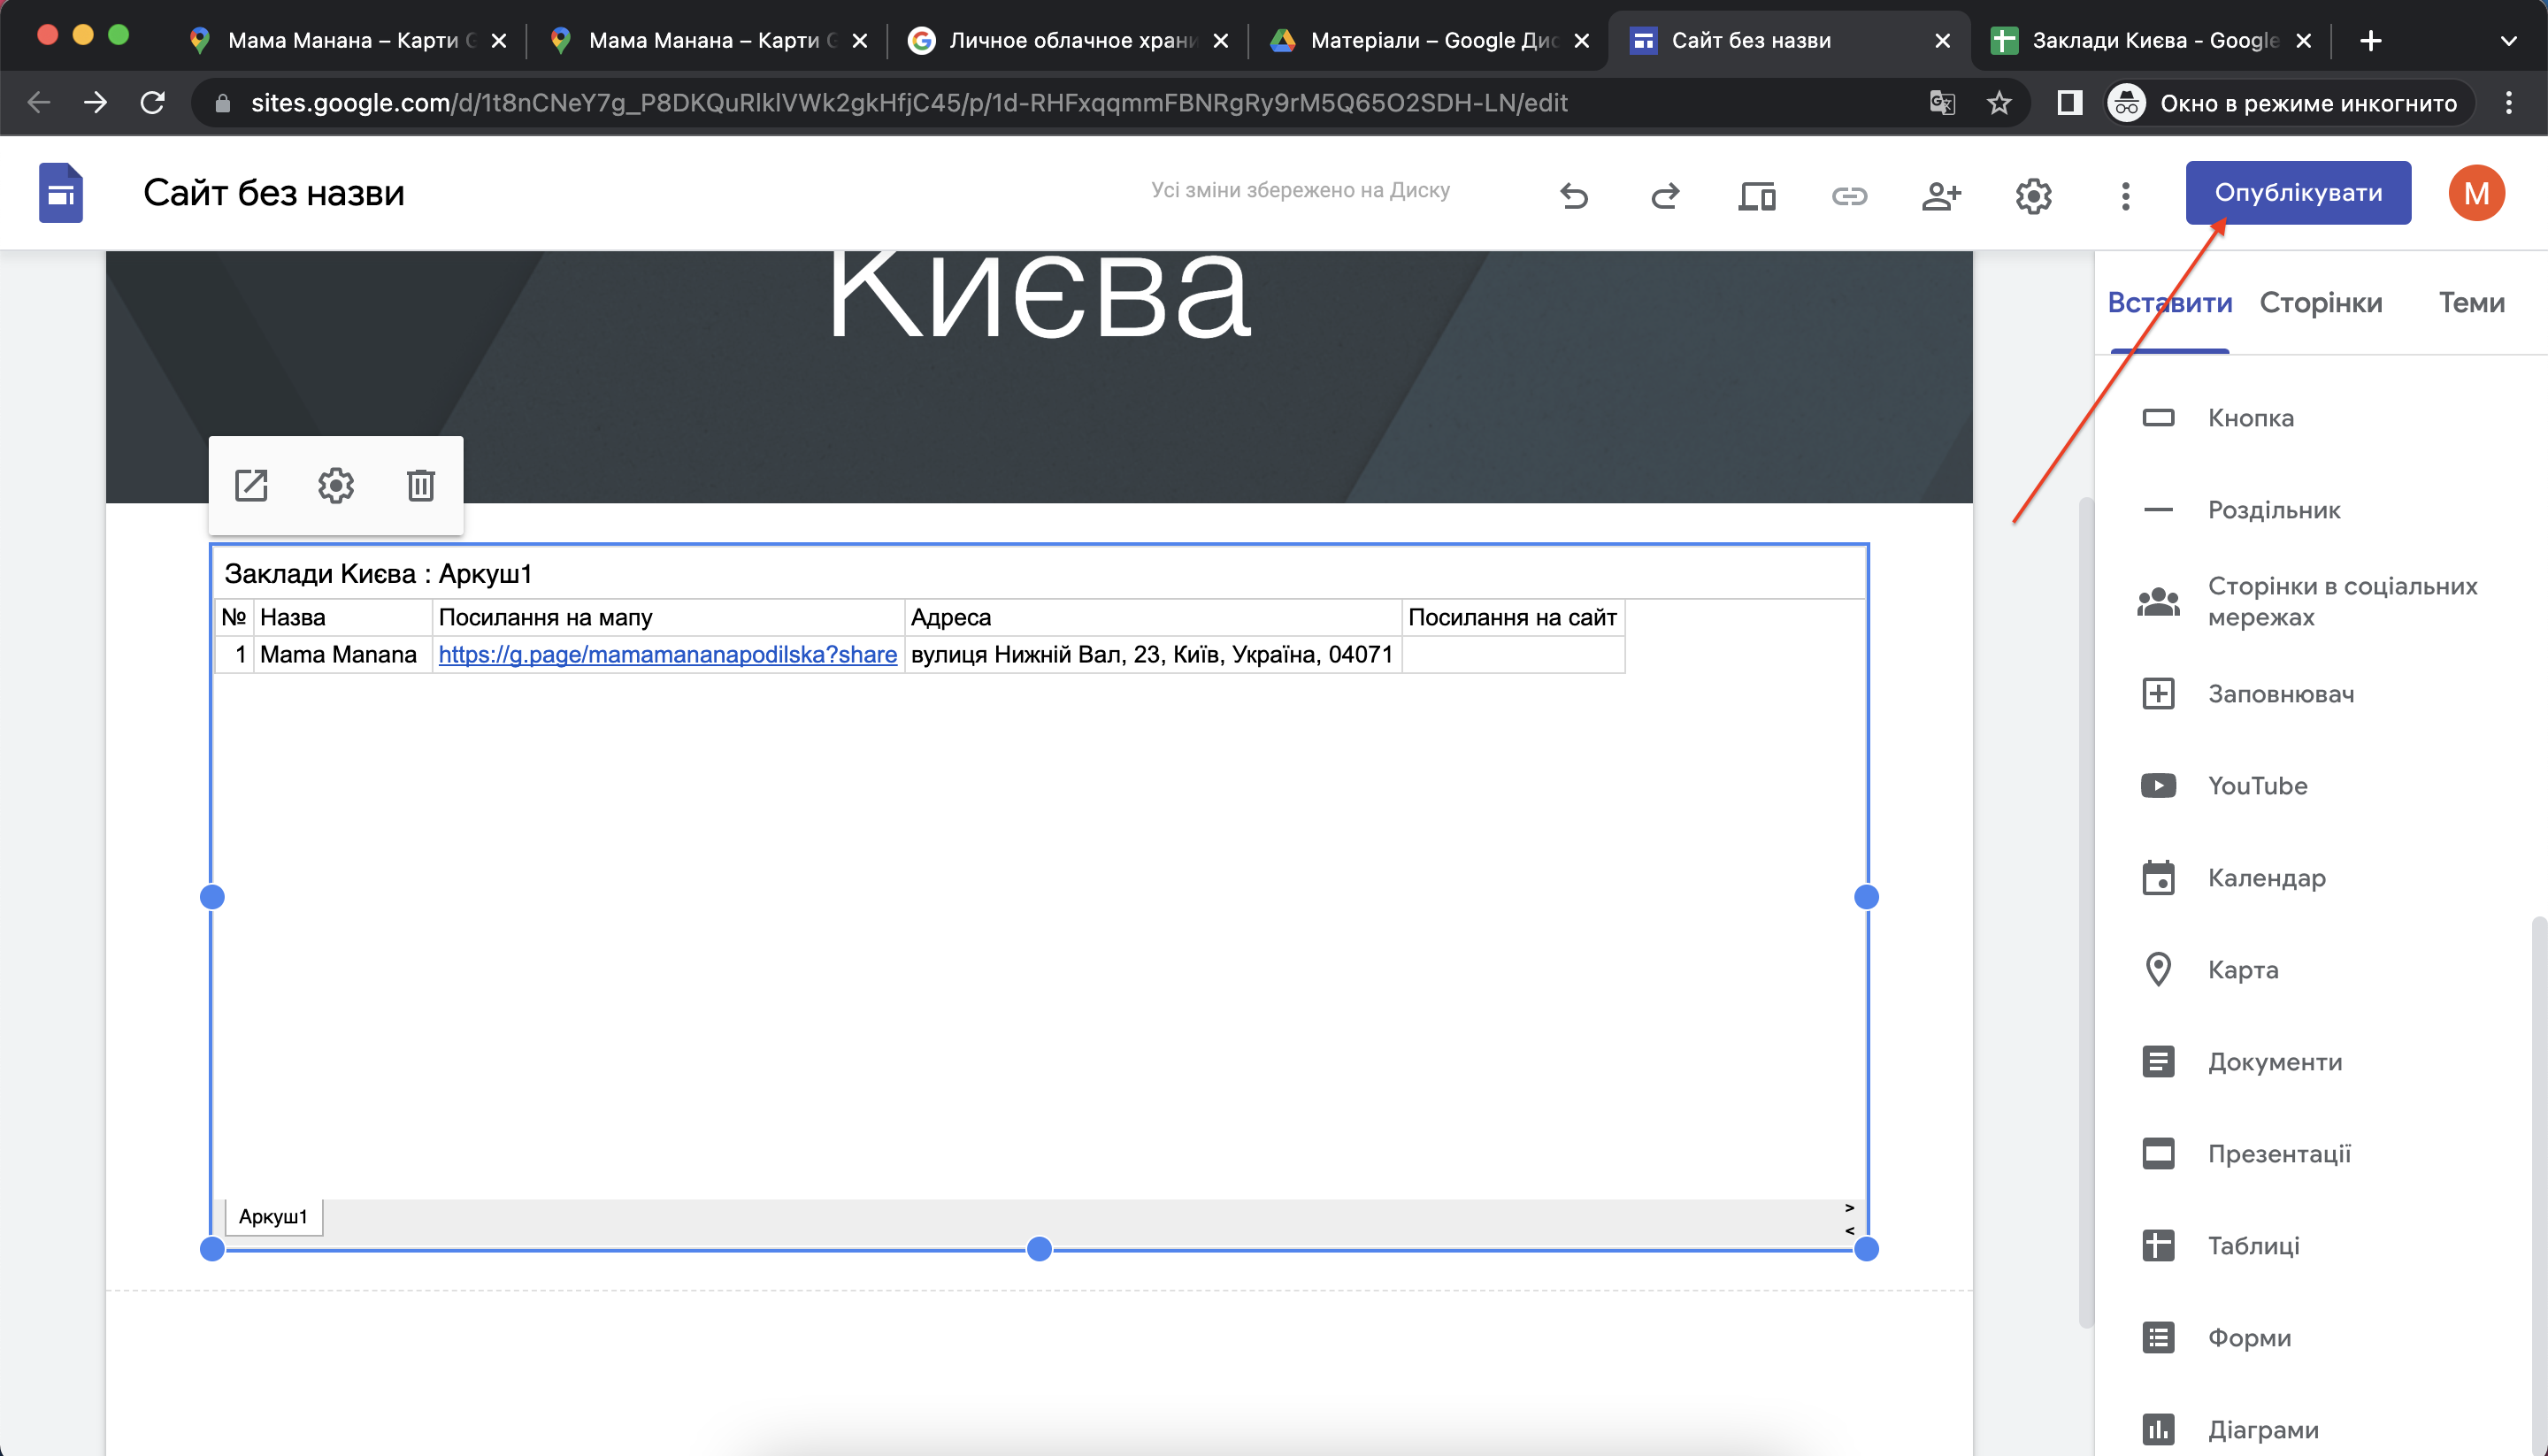 Мама Манана – Карти G
Мама Манана – Карти G
Личное облачное храни
Матеріали – Google Дис
Сайт без назви
Заклади Києва - Google
sites.google.com/d/1t8nCNeY7g_P8DKQuRlklVWk2gkHfjC45/p/1d-RHFxqqmmFBNRgRy9rM5Q65O2SDH-LN/edit
Окно в режиме инкогнито
Сайт без назви
Усі зміни збережено на Диску
Опублікувати
M
Києва
Вставити Сторінки Теми
Кнопка
Роздільник
Сторінки в соціальних
мережах
Заповнювач
YouTube
Календар
Карта
Документи
Презентації
Таблиці
Форми
Діаграми
Заклади Києва : Аркуш1
№ Назва Посилання на мапу Адреса Посилання на сайт
1 Mama Manana https://g.page/mamamananapodilska?share вулиця Нижній Вал, 23, Київ, Україна, 04071
Аркуш1
>
<